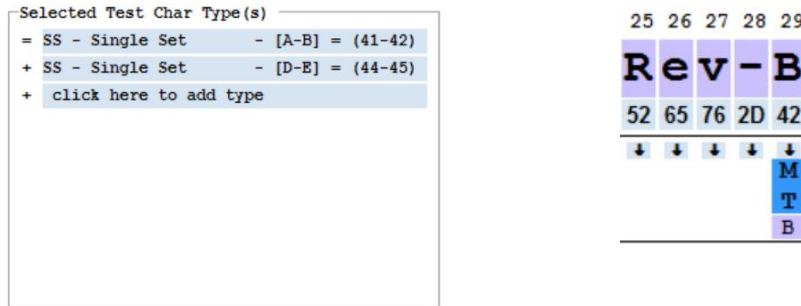 Selected Test Char Type(s)
= SS - Single Set - [A-B] = (41-42)
+ SS - Single Set - [D-E] = (44-45)
+ click here to add type
25 26 27 28 29
Rev-B
52 65 76 2D 42
↓ ↓ ↓ ↓ ↓
M
T
B